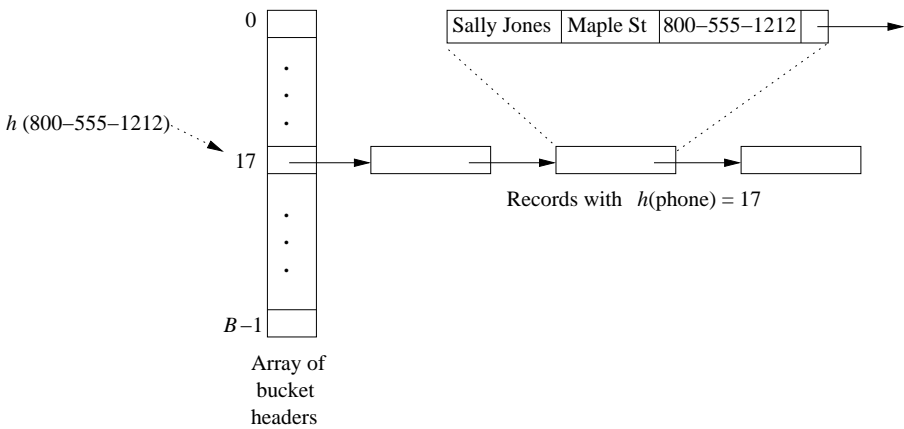 0
Sally Jones Maple St 800–555–1212
h (800–555–1212)
17
Records with h(phone) = 17
B–1
Array of
bucket
headers